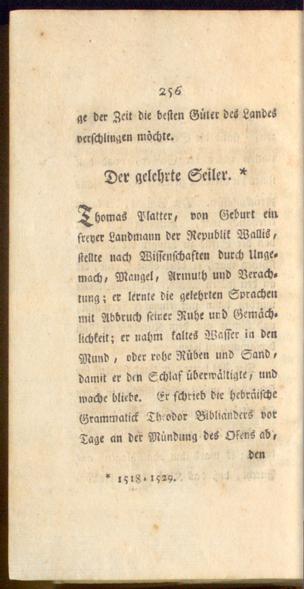 256
ge der Zeit die besten Güter des Landes
verschlingen möchte.
Der gelehrte Seiler. *
Thomas Platter, von Geburt ein
freyer Landmann der Republik Wallis,
stellte nach Wissenschaften durch Unge-
mach, Mangel, Armuth und Verach-
tung; er lernte die gelehrten Sprachen
mit Abbruch seiner Ruhe und Gemäch-
lichkeit; er nahm kaltes Wasser in den
Mund, oder rohe Rüben und Sand,
damit er den Schlaf überwältigte, und
wache bliebe. Er schrieb die hebräische
Grammatick Theodor Biblianders vor
Tage an der Mündung des Ofens ab,
den
* 1518-1529.